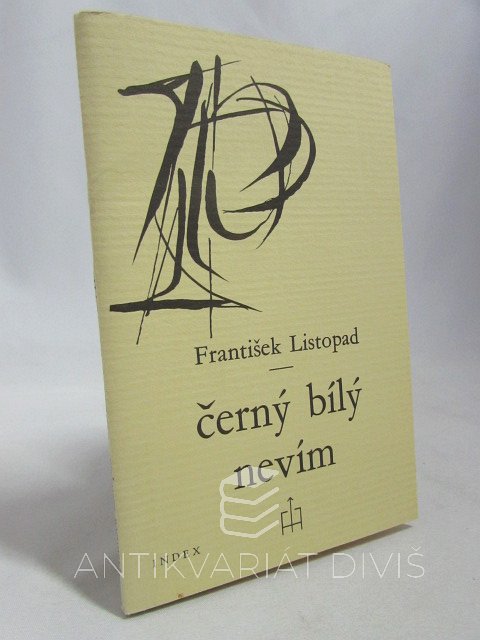 František Listopad
černý bílý
nevím
INDEX
ANTIKVARIÁT DIVIŠ